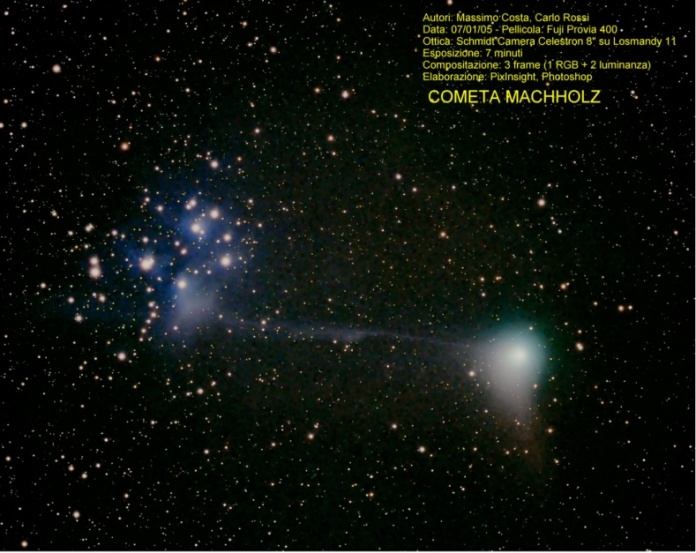 Autori: Massimo Costa, Carlo Rossi
Data: 07/01/05 - Pellicola: Fuji Provia 400
Ottica: Schmidt Camera Celestron 8" su Losmandy 11
Esposizione: 7 minuti
Compositazione: 3 frame (1 RGB + 2 luminanza)
Elaborazione: PixInsight, Photoshop
COMETA MACHHOLZ